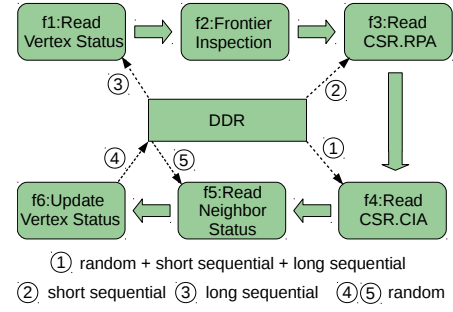 f1:Read
Vertex Status
f2:Frontier
Inspection
f3:Read
CSR.RPA
③
②
DDR
①
④
⑤
f6:Update
Vertex Status
f5:Read
Neighbor
Status
f4:Read
CSR.CIA
① random + short sequential + long sequential
② short sequential ③ long sequential ④⑤ random